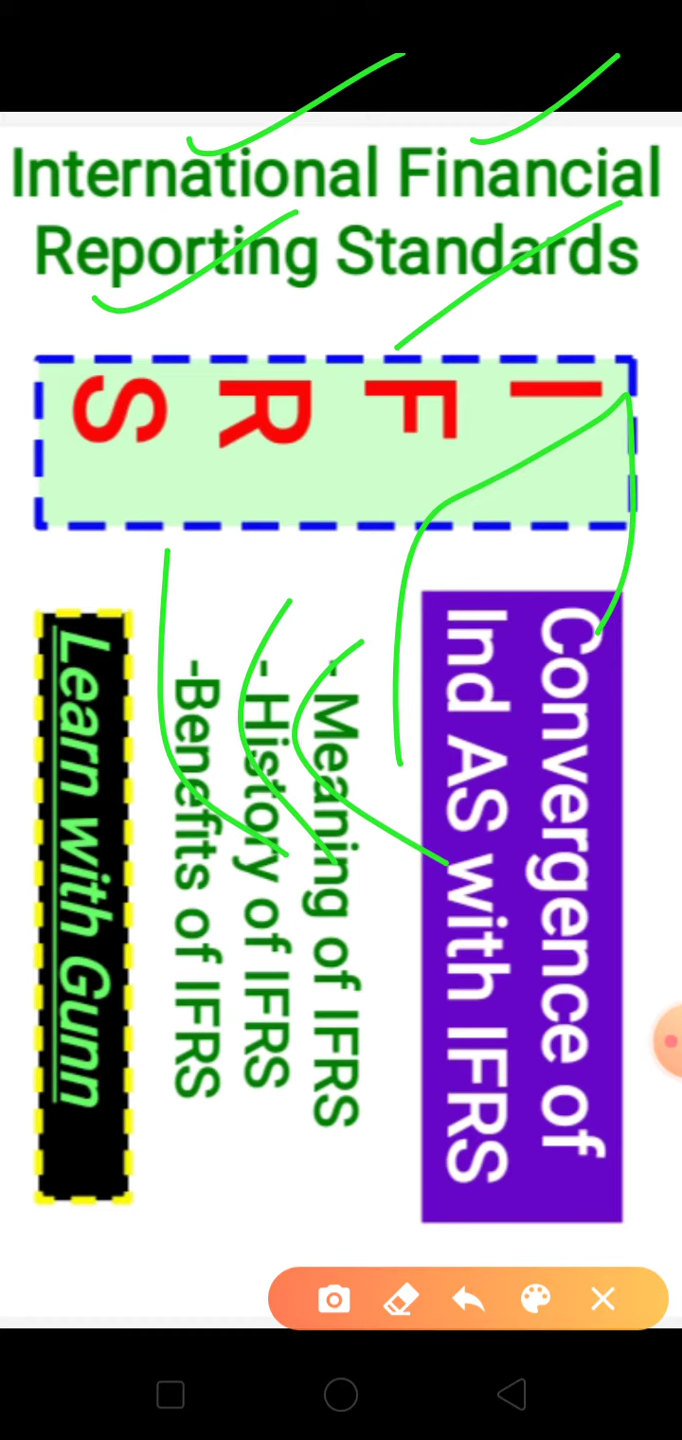 International Financial
Reporting Standards
I F R S
Convergence of
Ind AS with IFRS
- Meaning of IFRS
- History of IFRS
-Benefits of IFRS
Learn with Gunn